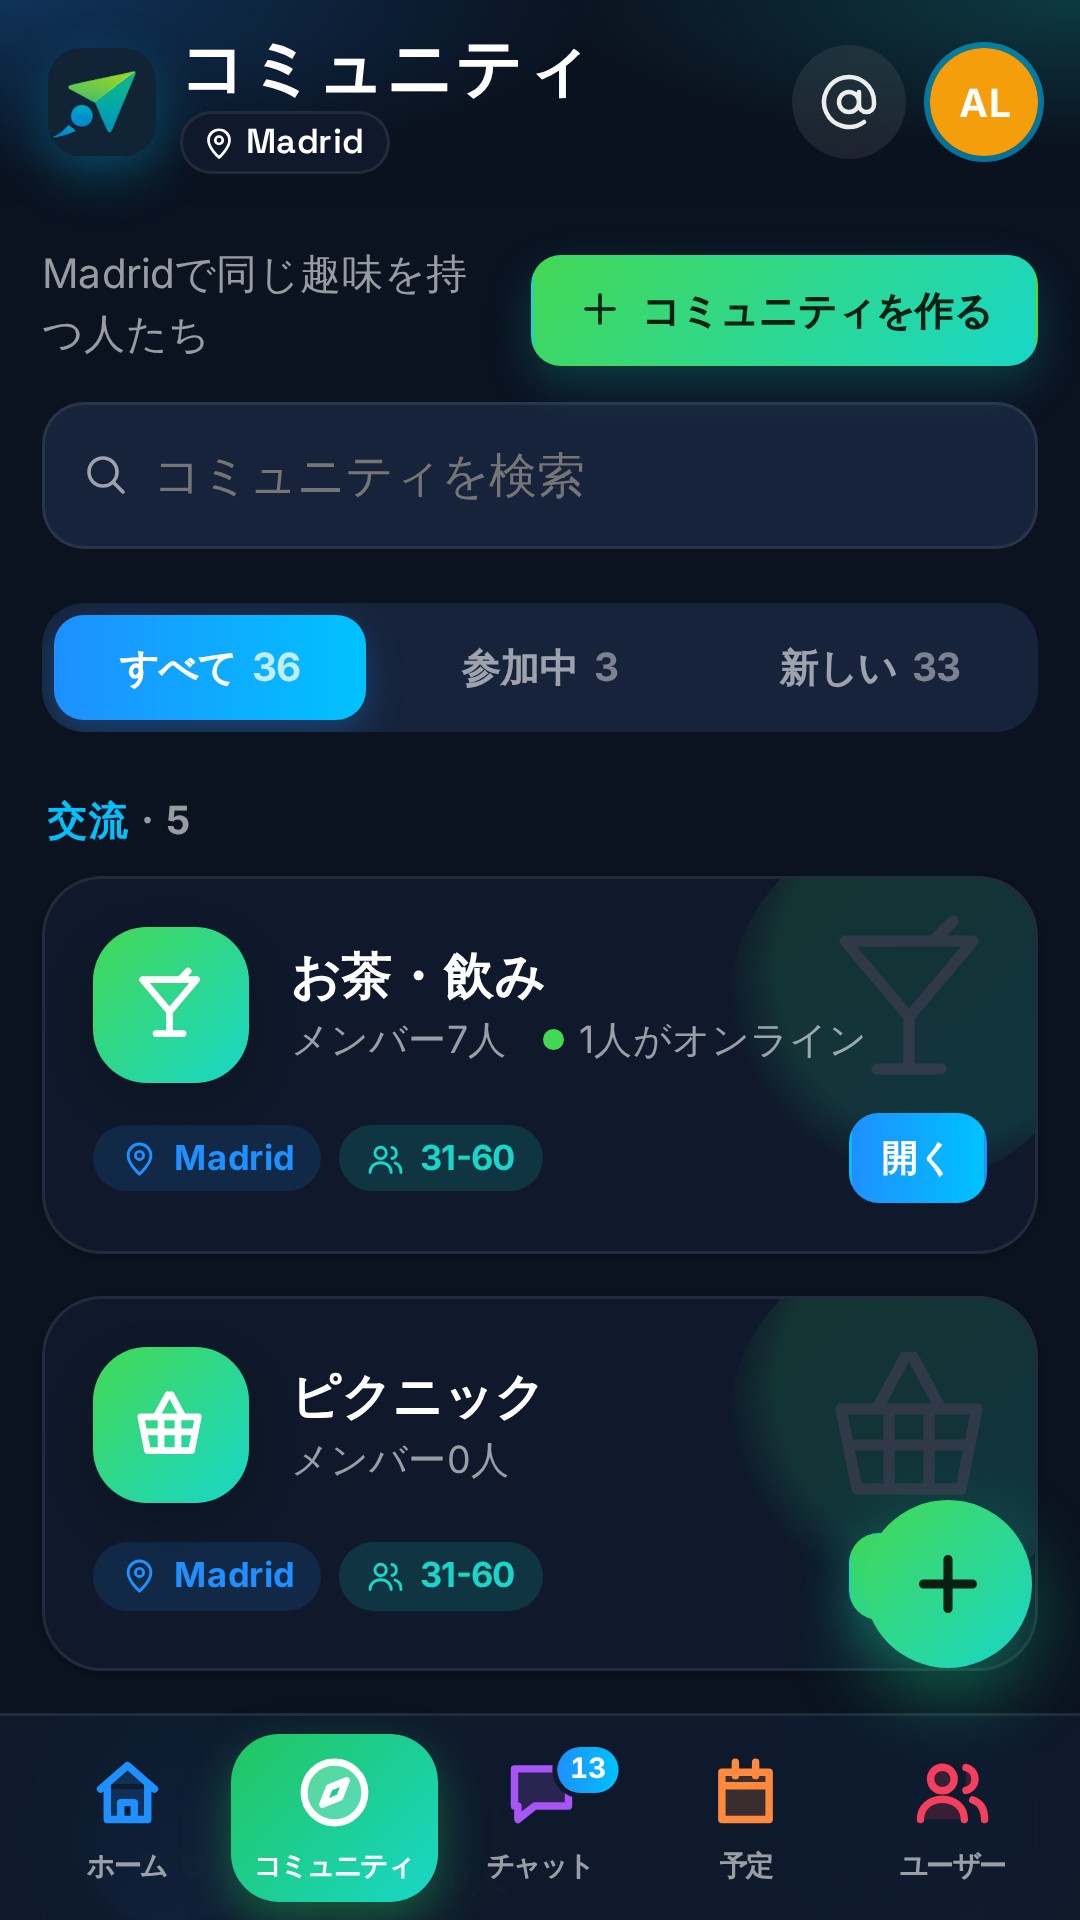 コミュニティ
Madrid
@
AL
Madridで同じ趣味を持
つ人たち
+ コミュニティを作る
コミュニティを検索
すべて 36
参加中 3
新しい 33
交流 · 5
お茶・飲み
メンバー7人 1人がオンライン
Madrid
31-60
開く
ピクニック
メンバー0人
Madrid
31-60
+
13
ホーム
コミュニティ
チャット
予定
ユーザー